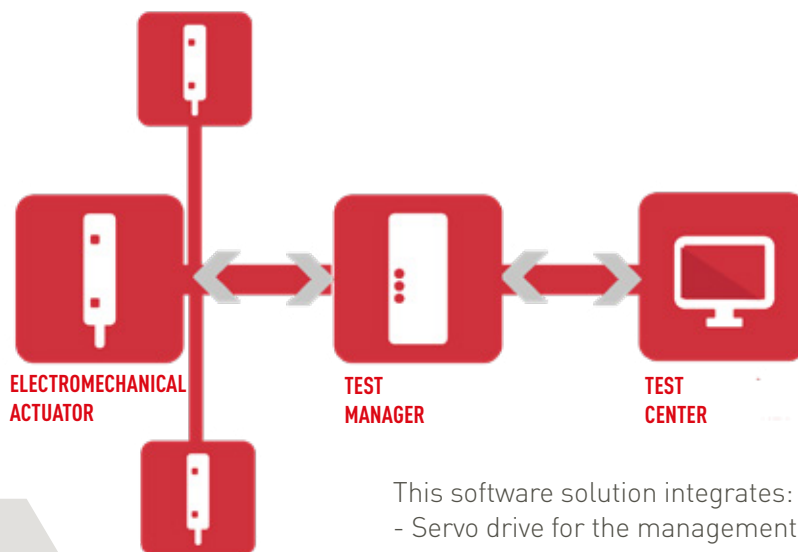 ELECTROMECHANICAL
ACTUATOR
TEST
MANAGER
TEST
CENTER
This software solution integrates:
- Servo drive for the management